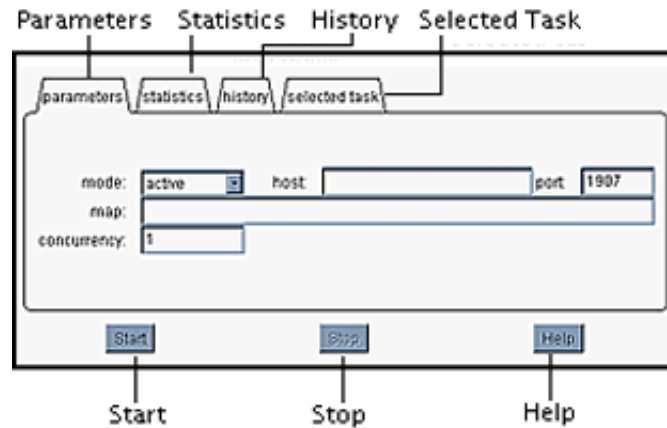 Parameters Statistics History Selected Task
parameters statistics history selected task
mode: active host: port 1907
map:
concurrency: 1
Start Stop Help
Start Stop Help